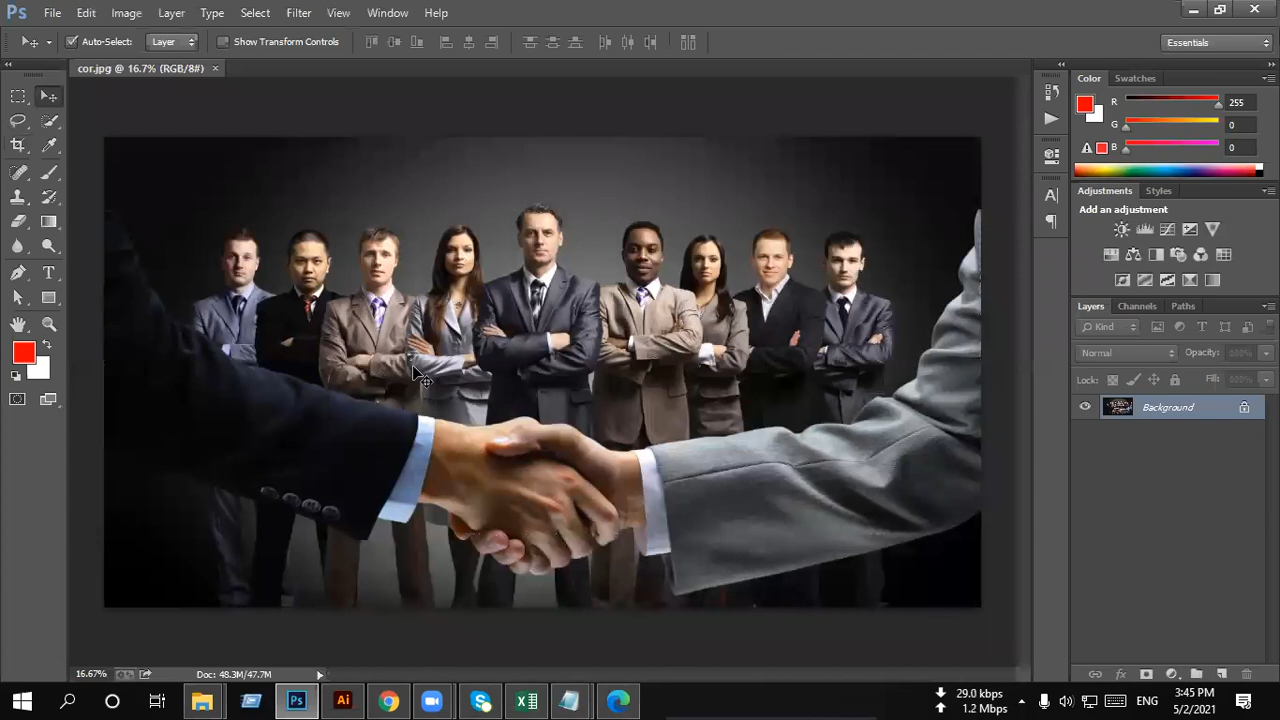 Ps File Edit Image Layer Type Select Filter View Window Help
Auto-Select: Layer Show Transform Controls Essentials
cor.jpg @ 16.7% (RGB/8#) ×
Color Swatches
R 255
G 0
B 0
Adjustments Styles
Add an adjustment
Layers Channels Paths
Kind
Normal Opacity:
Lock: Fill:
Background
16.67% Doc: 48.3M/47.7M
Ps Ai
29.0 kbps
1.2 Mbps
ENG
3:45 PM
5/2/2021